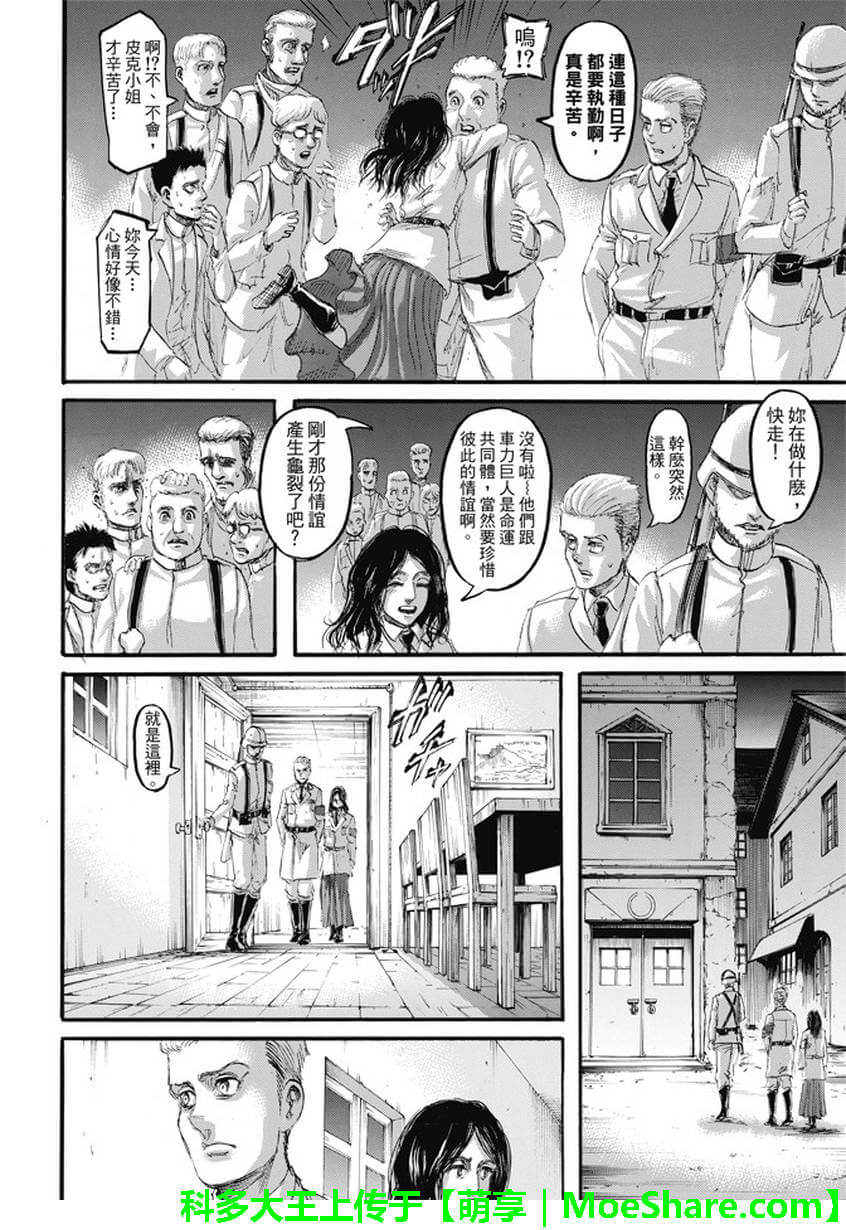 連這種日子
都要執勤啊，
真是辛苦。
嗚!?
啊!?不、不會，
皮克小姐
才辛苦了…
妳今天…
心情好像不錯…
妳在做什麼，
快走！
幹麼突然
這樣。
沒有啦～他們跟
車力巨人是命運
共同體，當然要珍惜
彼此的情誼啊。
剛才那份情誼
產生龜裂了吧？
就是這裡。
科多大王上传于【萌享｜MoeShare.com】